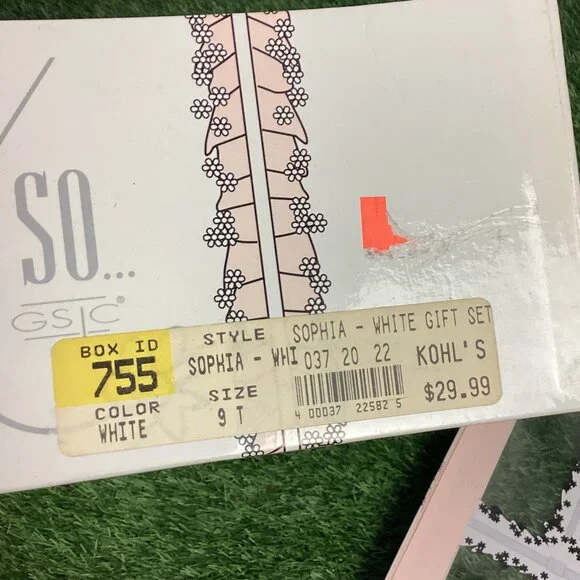 SO...
GSJC®
BOX ID
755
COLOR
WHITE
STYLE
SOPHIA - WHI
SIZE
9 T
SOPHIA - WHITE GIFT SET
037 20 22
KOHL'S
4 00037 22582 5
$29.99